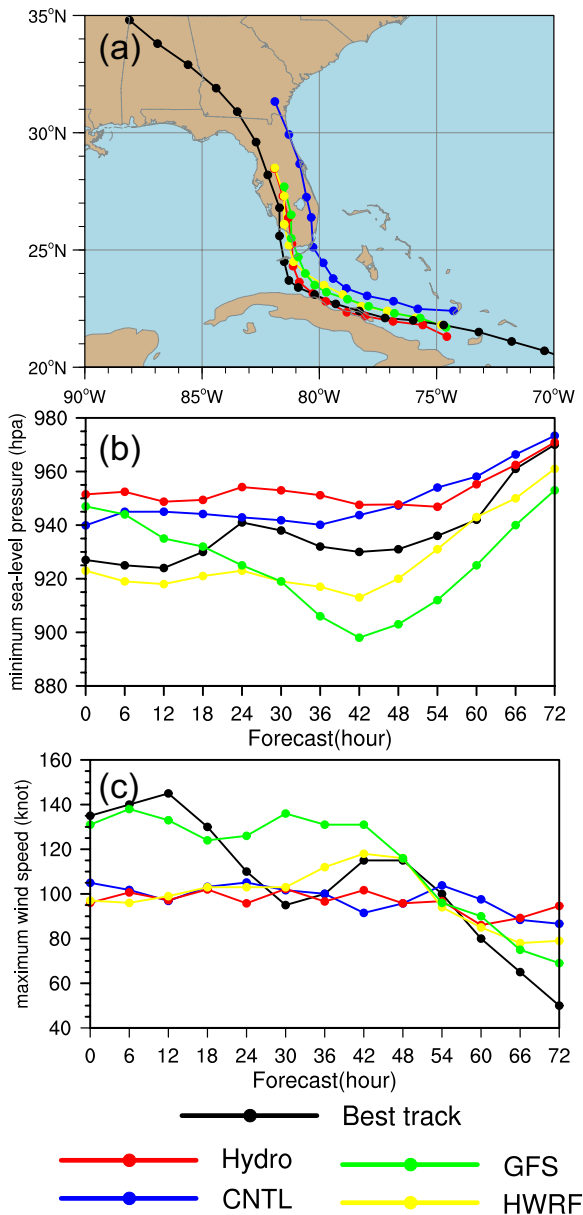 35°N
(a)
30°N
25°N
20°N
90°W 85°W 80°W 75°W 70°W
minimum sea-level pressure (hpa)
980
(b)
960
940
920
900
880
0 6 12 18 24 30 36 42 48 54 60 66 72
Forecast(hour)
maximum wind speed (knot)
160
(c)
140
120
100
80
60
40
0 6 12 18 24 30 36 42 48 54 60 66 72
Forecast(hour)
Best track
Hydro GFS
CNTL HWRF